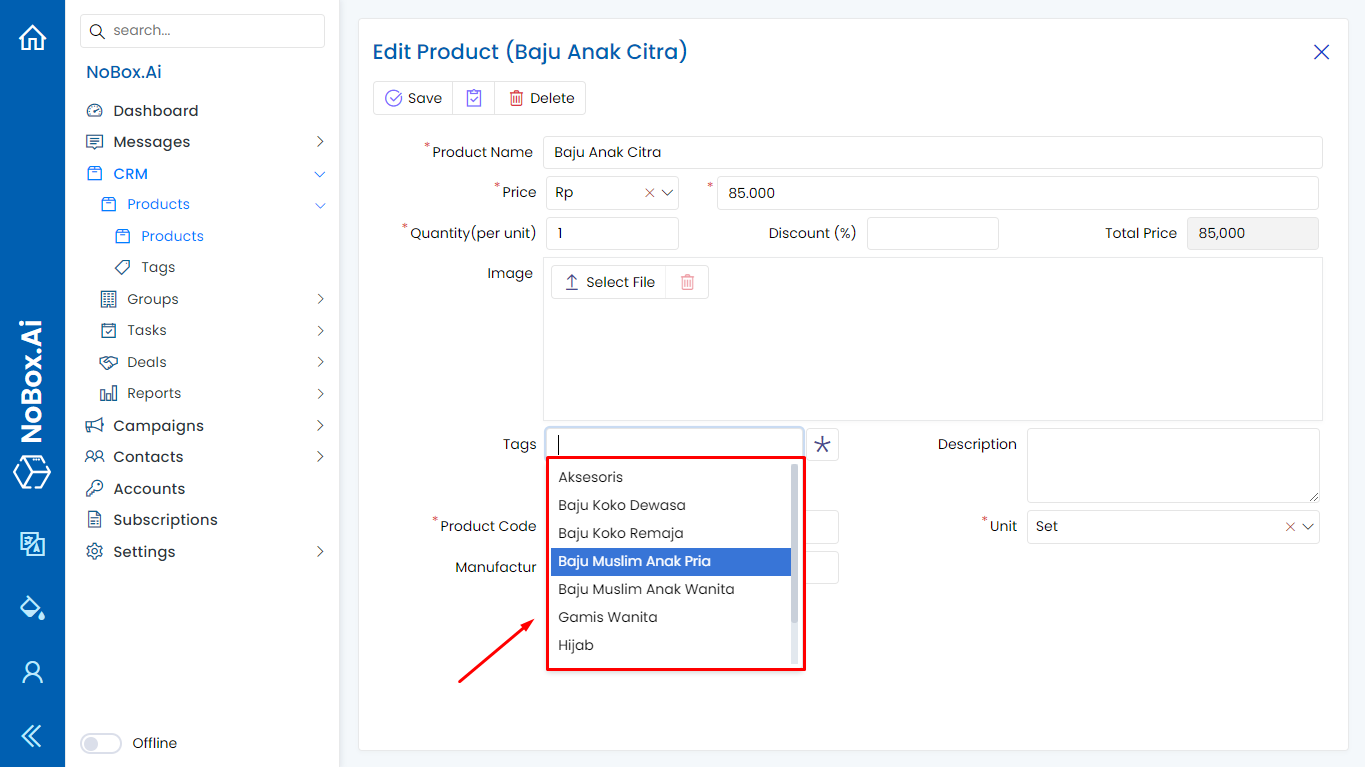 NoBox.Ai
search...
NoBox.Ai
Dashboard
Messages
CRM
Products
Products
Tags
Groups
Tasks
Deals
Reports
Campaigns
Contacts
Accounts
Subscriptions
Settings
Offline
Edit Product (Baju Anak Citra)
Save
Delete
*Product Name Baju Anak Citra
*Price Rp * 85.000
*Quantity(per unit) 1 Discount (%) Total Price 85,000
Image Select File
Tags Description
Aksesoris
Baju Koko Dewasa
*Product Code *Unit Set
Baju Koko Remaja
Baju Muslim Anak Pria
Manufactur
Baju Muslim Anak Wanita
Gamis Wanita
Hijab